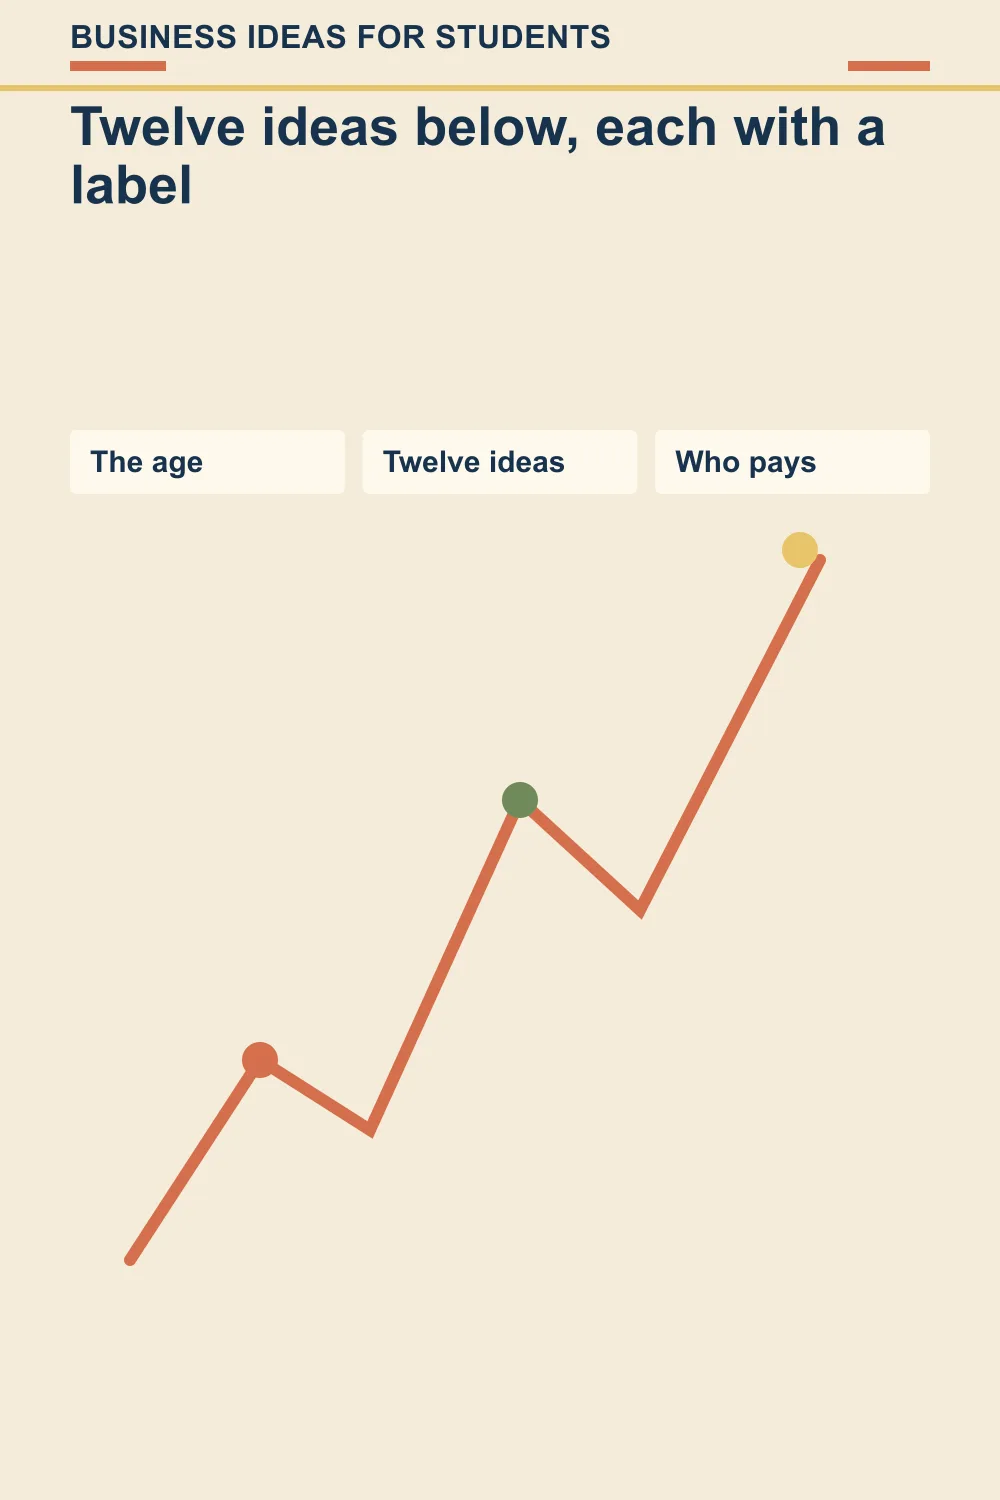 BUSINESS IDEAS FOR STUDENTS
Twelve ideas below, each with a
label
The age
Twelve ideas
Who pays